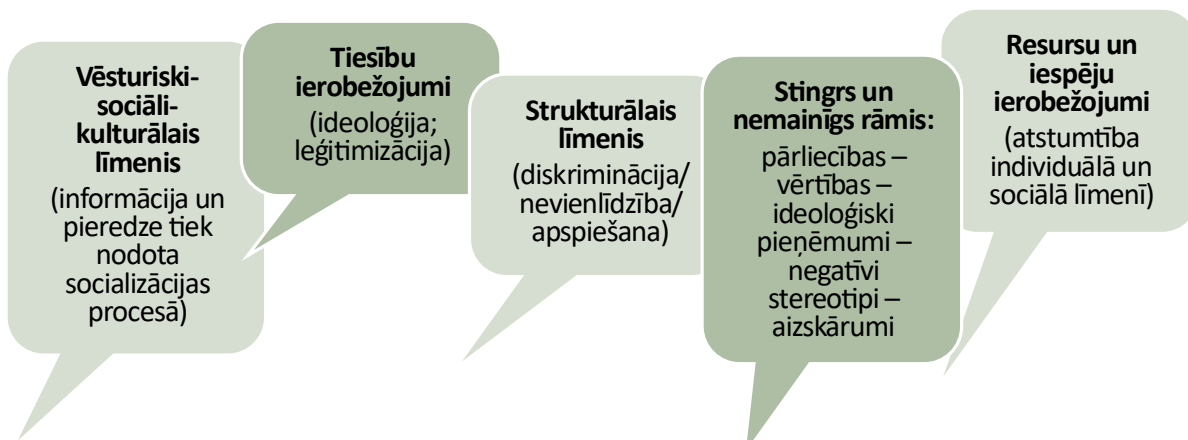 Vēsturiski-
sociāli-
kulturālais
līmenis
(informācija un
pieredze tiek
nodota
socializācijas
procesā)
Tiesību
ierobežojumi
(ideoloģija;
leģitimizācija)
Strukturālais
līmenis
(diskriminācija/
nevienlīdzība/
apspiešana)
Stingrs un
nemainīgs rāmis:
pārliecības –
vērtības –
ideoloģiski
pieņēmumi –
negatīvi
stereotipi –
aizskārumi
Resursu un
iespēju
ierobežojumi
(atstumtība
individuālā un
sociālā līmenī)